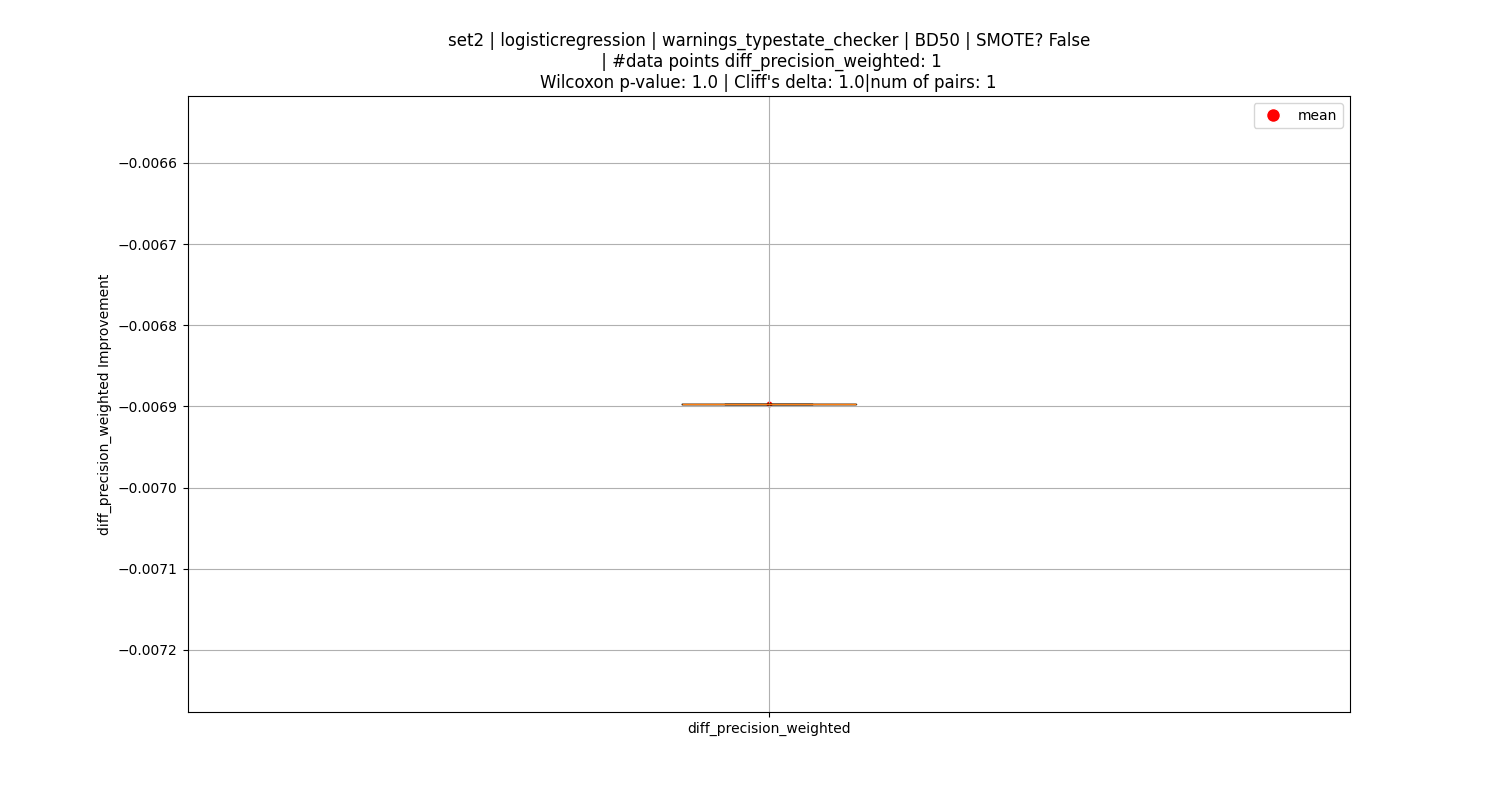 set2 | logisticregression | warnings_typestate_checker | BD50 | SMOTE? False
| #data points diff_precision_weighted: 1
Wilcoxon p-value: 1.0 | Cliff's delta: 1.0|num of pairs: 1
mean
−0.0066
−0.0067
−0.0068
−0.0069
−0.0070
−0.0071
−0.0072
diff_precision_weighted Improvement
diff_precision_weighted